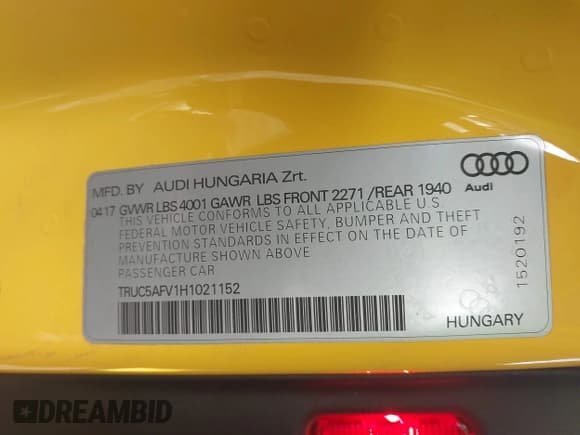 MFD. BY AUDI HUNGARIA Zrt.
04 17 GVWR LBS 4001 GAWR LBS FRONT 2271 /REAR 1940
THIS VEHICLE CONFORMS TO ALL APPLICABLE U.S.
FEDERAL MOTOR VEHICLE SAFETY, BUMPER AND THEFT
PREVENTION STANDARDS IN EFFECT ON THE DATE OF
MANUFACTURE SHOWN ABOVE
PASSENGER CAR
TRUC5AFV1H1021152
Audi
1520192
HUNGARY
DREAMBID